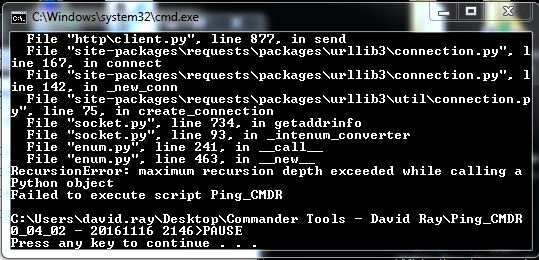 C:\Windows\system32\cmd.exe
File "http\client.py", line 877, in send
File "site-packages\requests\packages\urllib3\connection.py", l
ine 167, in connect
File "site-packages\requests\packages\urllib3\connection.py", l
ine 142, in _new_conn
File "site-packages\requests\packages\urllib3\util\connection.p
y", line 75, in create_connection
File "socket.py", line 734, in getaddrinfo
File "socket.py", line 93, in _intenum_converter
File "enum.py", line 241, in __call__
File "enum.py", line 463, in __new__
RecursionError: maximum recursion depth exceeded while calling a
Python object
Failed to execute script Ping_CMDR
C:\Users\david.ray\Desktop\Commander Tools - David Ray\Ping_CMDR
0_04_02 - 20161116 2146>PAUSE
Press any key to continue . . .